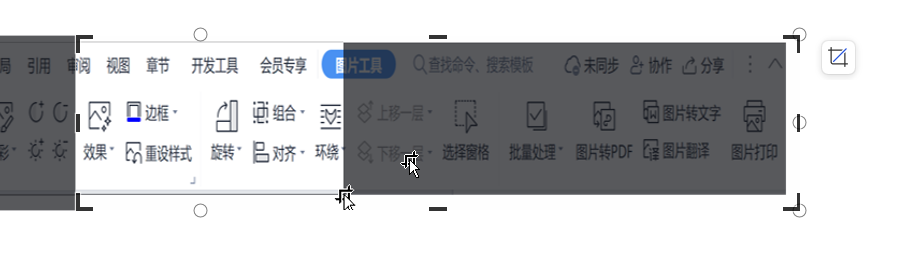 局 引用 审阅 视图 章节 开发工具 会员专享 图片工具 查找命令、搜索模板 未同步 协作 分享
边框 组合 上移一层 图片转文字
彩 效果 重设样式 旋转 对齐 环绕 下移一层 选择窗格 批量处理 图片转PDF 图片翻译 图片打印